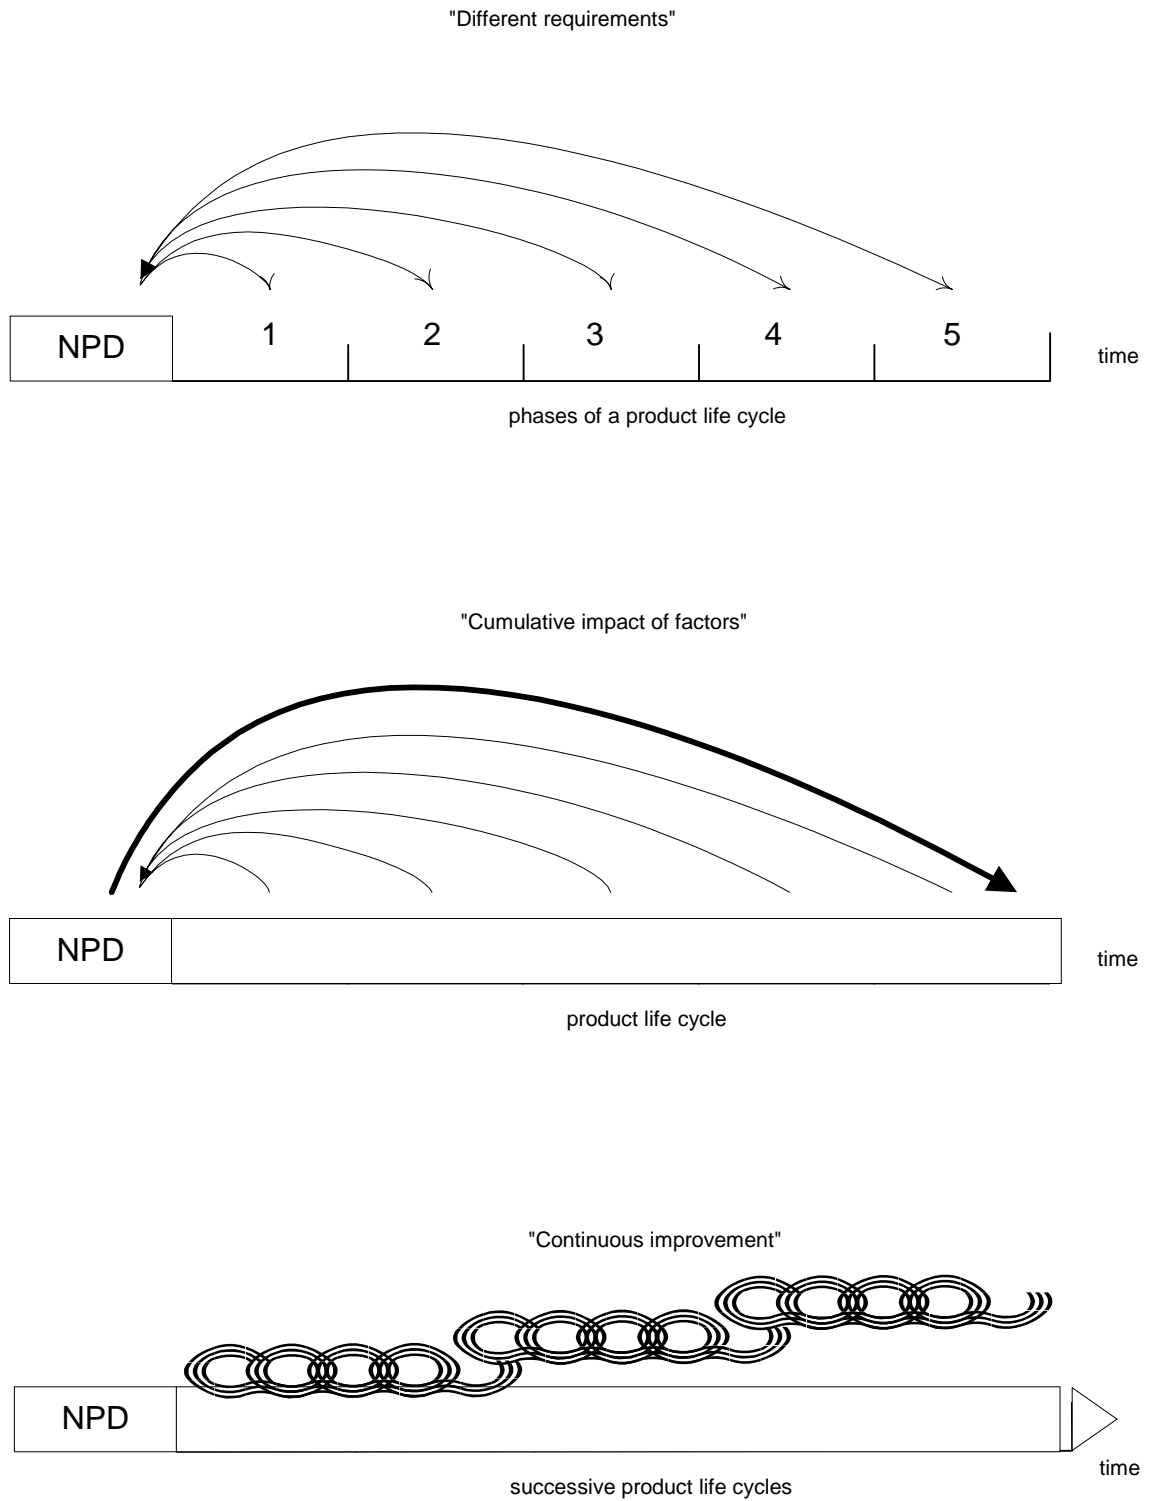 "Different requirements"
NPD 1 2 3 4 5 time
phases of a product life cycle
"Cumulative impact of factors"
NPD time
product life cycle
"Continuous improvement"
NPD
time
successive product life cycles